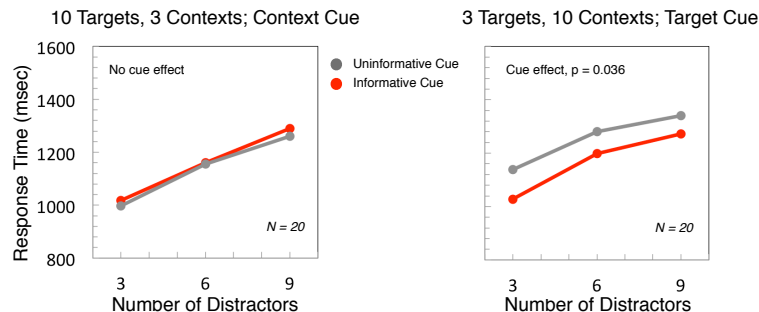 10 Targets, 3 Contexts; Context Cue
3 Targets, 10 Contexts; Target Cue
Response Time (msec)
1600
1400
1200
1000
800
No cue effect
N = 20
3 6 9
Number of Distractors
Uninformative Cue
Informative Cue
Cue effect, p = 0.036
N = 20
3 6 9
Number of Distractors